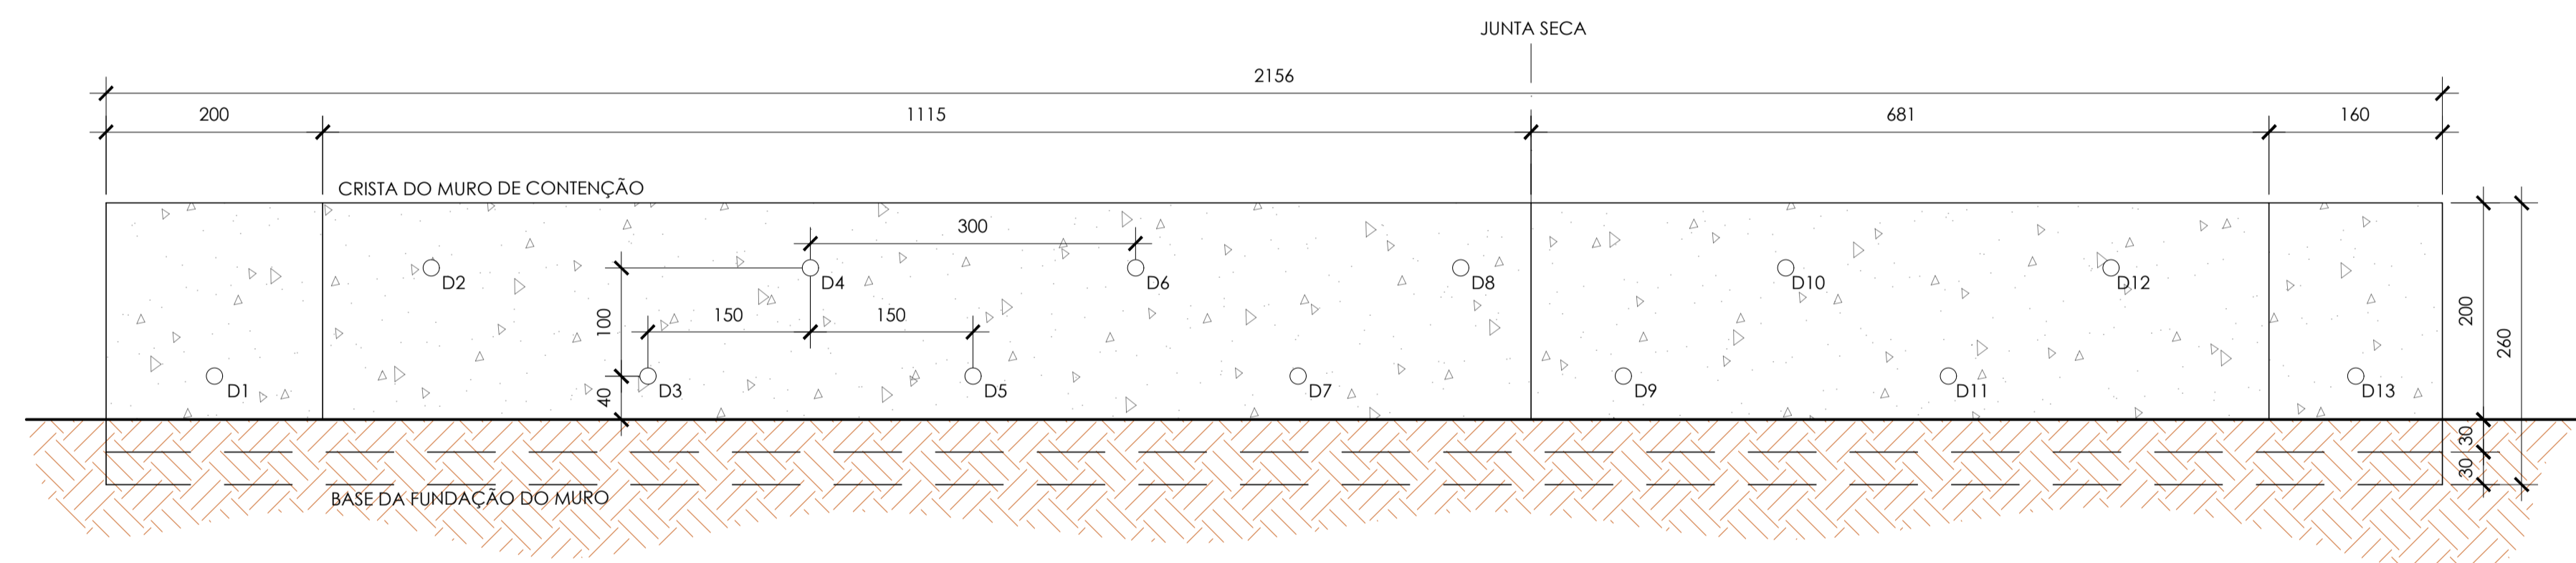 JUNTA SECA
2156
200
1115
681
160
CRISTA DO MURO DE CONTENÇÃO
300
D2
D4
D6
D8
D10
D12
100
150
150
200
260
D1
40
D3
D5
D7
D9
D11
D13
30
30
BASE DA FUNDAÇÃO DO MURO